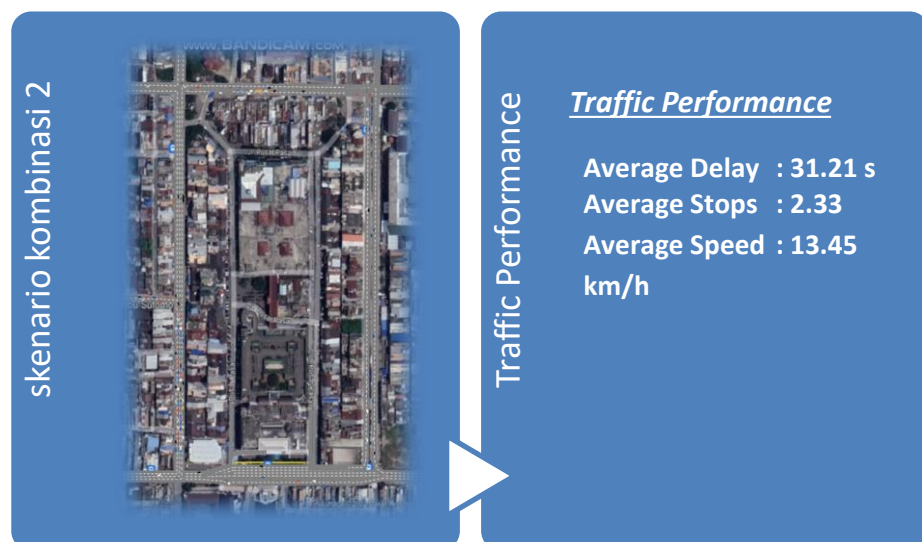 www.BANDICAM.com
skenario kombinasi 2
Traffic Performance
Traffic Performance
Average Delay : 31.21 s
Average Stops : 2.33
Average Speed : 13.45
km/h